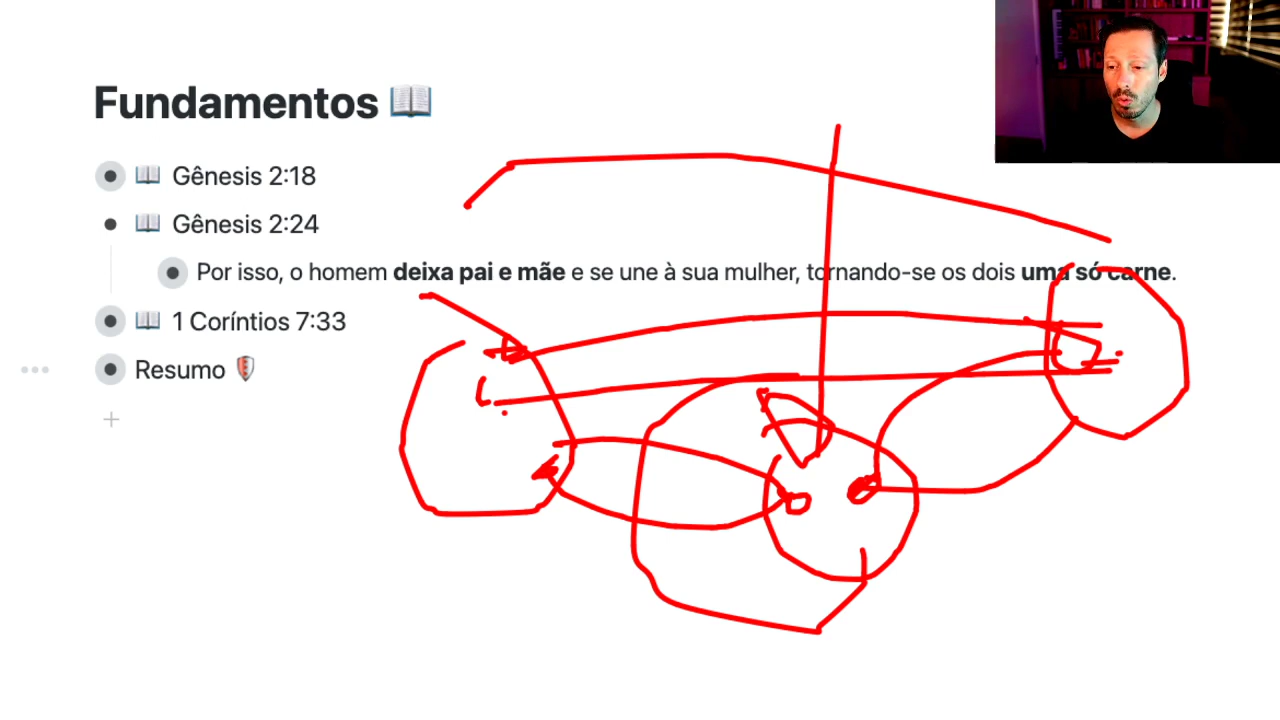 Fundamentos 📖
📖 Gênesis 2:18
📖 Gênesis 2:24
Por isso, o homem deixa pai e mãe e se une à sua mulher, tornando-se os dois uma só carne.
📖 1 Coríntios 7:33
Resumo